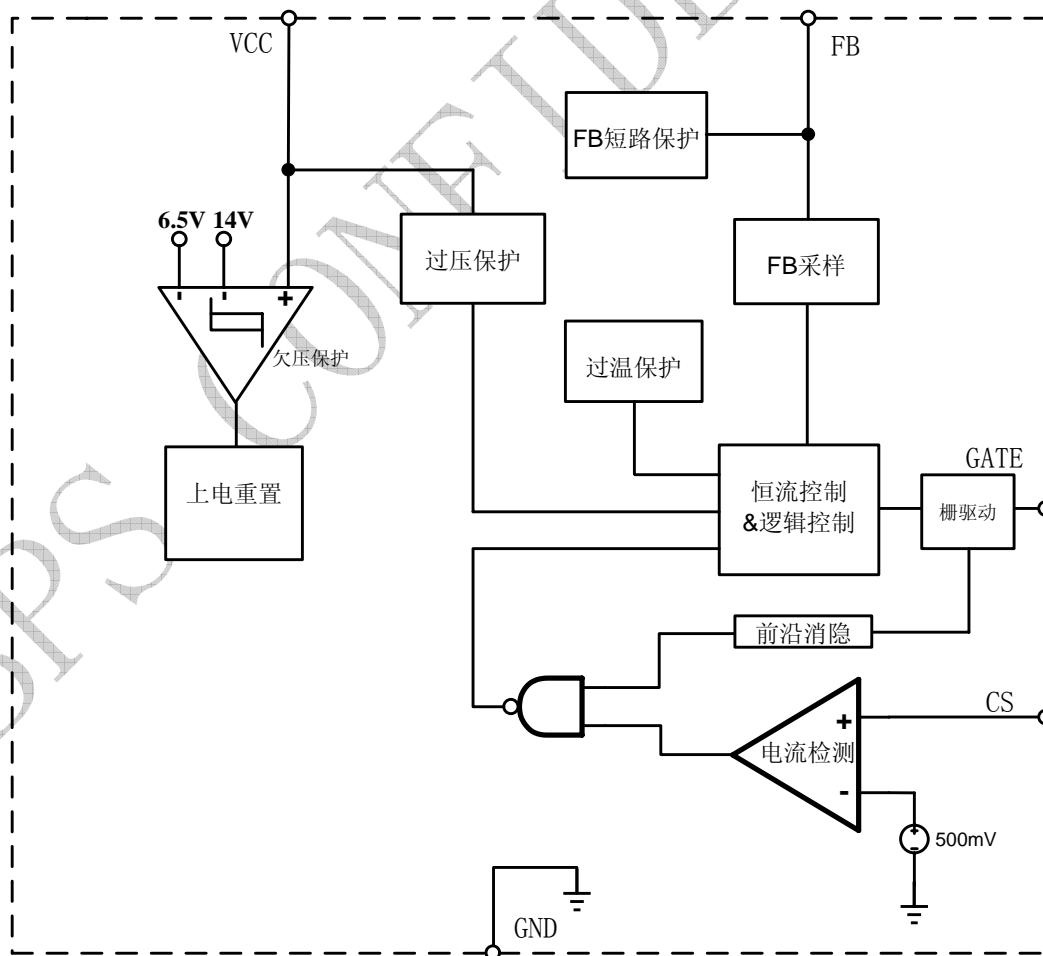 VCC
FB
FB短路保护
6.5V 14V
过压保护
FB采样
- - +
欠压保护
过温保护
上电重置
恒流控制
&逻辑控制
GATE
栅驱动
前沿消隐
CS
+
电流检测
-
500mV
GND